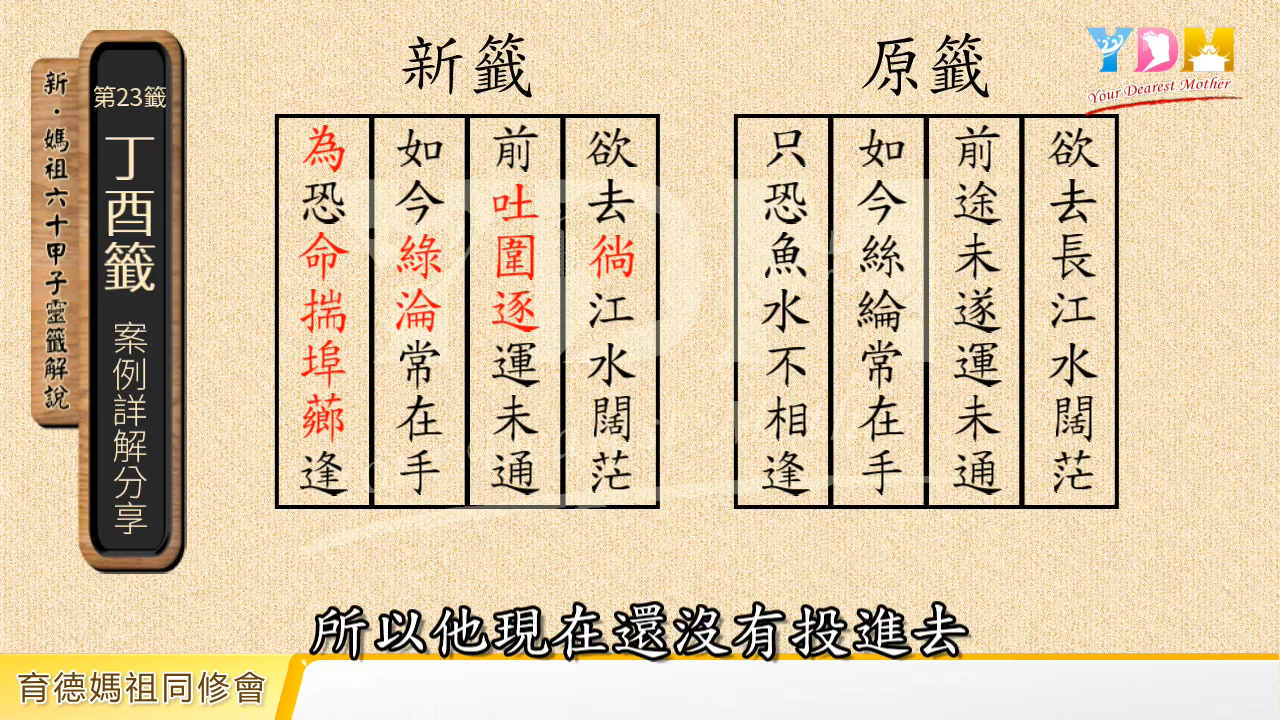 新・媽祖六十甲子靈籤解說
第23籤
丁酉籤
案例詳解分享
原籤
欲去長江水闊茫
前途未遂運未通
如今絲綸常在手
只恐魚水不相逢
新籤
欲去徜江水闊茫
前吐圍逐運未通
如今綠淪常在手
為恐命揣埠薌逢
YDM
Your Dearest Mother
所以他現在還沒有投進去
育德媽祖同修會